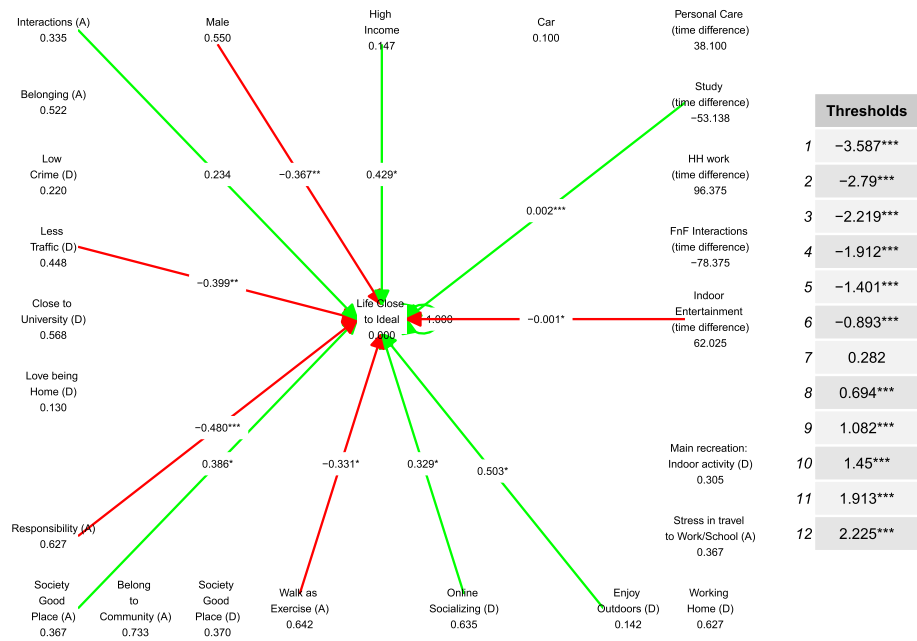 Interactions (A)
0.335
Male
0.550
High
Income
0.147
Car
0.100
Personal Care
(time difference)
38.100
Belonging (A)
0.522
Study
(time difference)
−53.138
Low
Crime (D)
0.220
0.234
−0.367**
0.429*
HH work
(time difference)
96.375
0.002***
Less
Traffic (D)
0.448
−0.399**
FnF Interactions
(time difference)
−78.375
Close to
University (D)
0.568
Life Close
to Ideal
0.000
1.000
−0.001*
Indoor
Entertainment
(time difference)
62.025
Love being
Home (D)
0.130
−0.480***
0.386*
−0.331*
0.329*
0.503*
Main recreation:
Indoor activity (D)
0.305
Responsibility (A)
0.627
Stress in travel
to Work/School (A)
0.367
Society
Good
Place (A)
0.367
Belong
to
Community (A)
0.733
Society
Good
Place (D)
0.370
Walk as
Exercise (A)
0.642
Online
Socializing (D)
0.635
Enjoy
Outdoors (D)
0.142
Working
Home (D)
0.627
Thresholds
1 −3.587***
2 −2.79***
3 −2.219***
4 −1.912***
5 −1.401***
6 −0.893***
7 0.282
8 0.694***
9 1.082***
10 1.45***
11 1.913***
12 2.225***